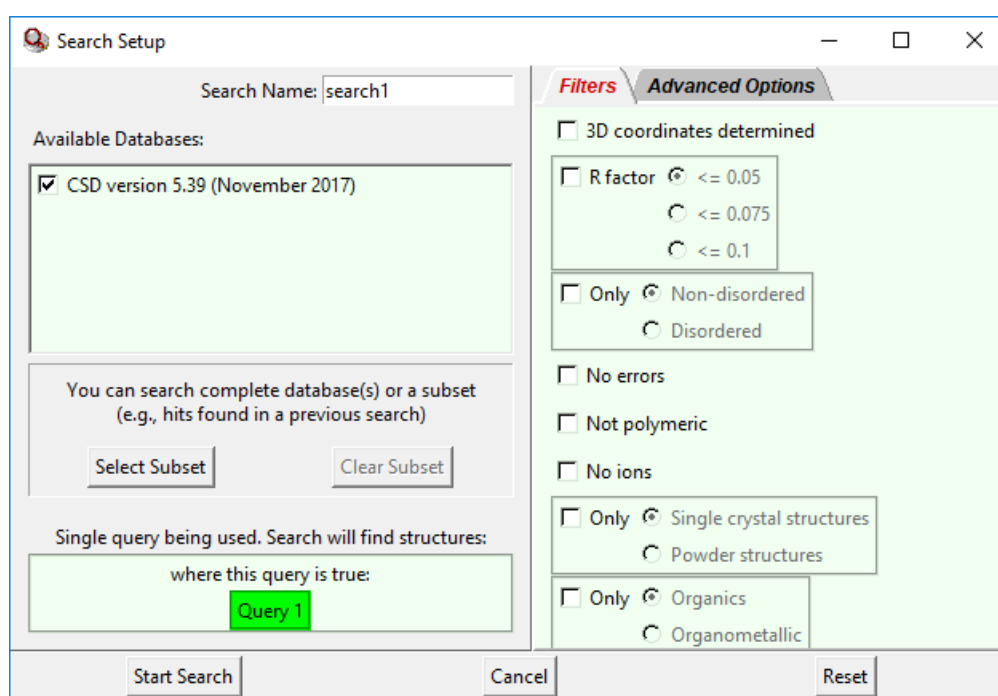 Search Setup
Search Name: search1
Available Databases:
CSD version 5.39 (November 2017)
You can search complete database(s) or a subset
(e.g., hits found in a previous search)
Select Subset
Clear Subset
Single query being used. Search will find structures:
where this query is true:
Query 1
Filters
Advanced Options
3D coordinates determined
R factor <= 0.05
<= 0.075
<= 0.1
Only Non-disordered
Disordered
No errors
Not polymeric
No ions
Only Single crystal structures
Powder structures
Only Organics
Organometallic
Start Search
Cancel
Reset